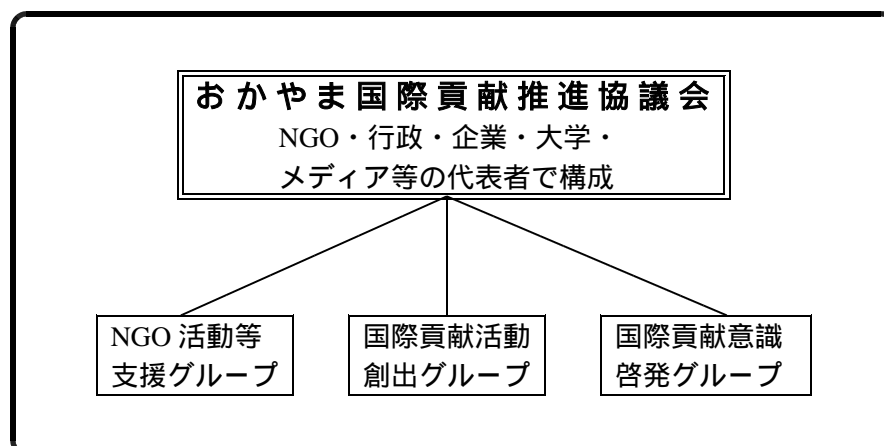 おかやま国際貢献推進協議会
NGO・行政・企業・大学・
メディア等の代表者で構成
NGO 活動等
支援グループ
国際貢献活動
創出グループ
国際貢献意識
啓発グループ